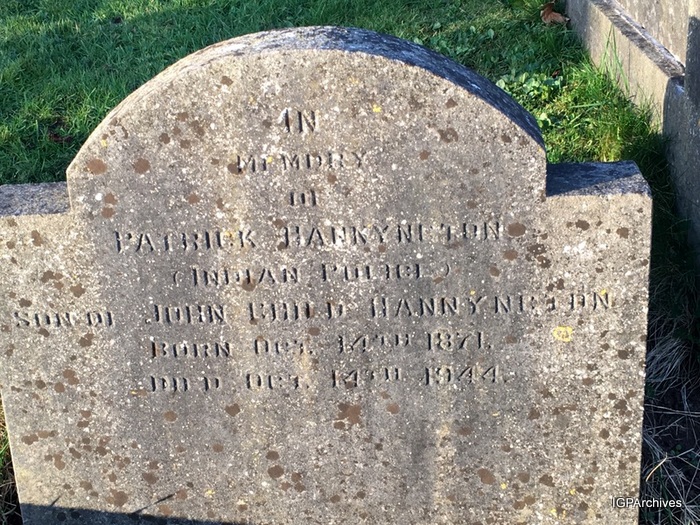 IN
MEMORY
OF
PATRICK HANNYNGTON
(INDIAN POLICE)
SON OF JOHN CHILD HANNYNGTON
BORN OCT. 14TH 1871.
DIED OCT. 14TH 1944.
IGPArchives